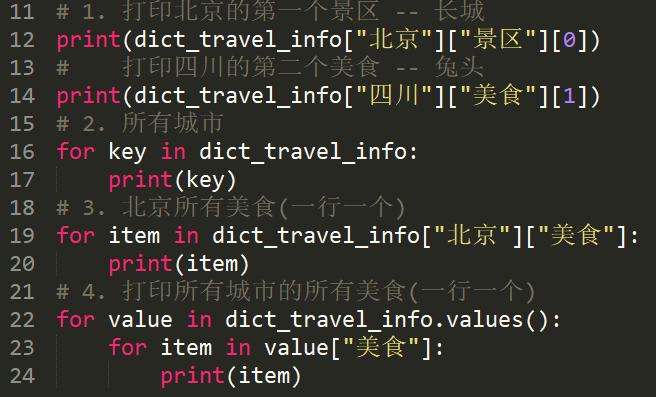 11 # 1. 打印北京的第一个景区 -- 长城
12 print(dict_travel_info["北京"]["景区"][0])
13 #    打印四川的第二个美食 -- 兔头
14 print(dict_travel_info["四川"]["美食"][1])
15 # 2. 所有城市
16 for key in dict_travel_info:
17     print(key)
18 # 3. 北京所有美食(一行一个)
19 for item in dict_travel_info["北京"]["美食"]:
20     print(item)
21 # 4. 打印所有城市的所有美食(一行一个)
22 for value in dict_travel_info.values():
23     for item in value["美食"]:
24         print(item)